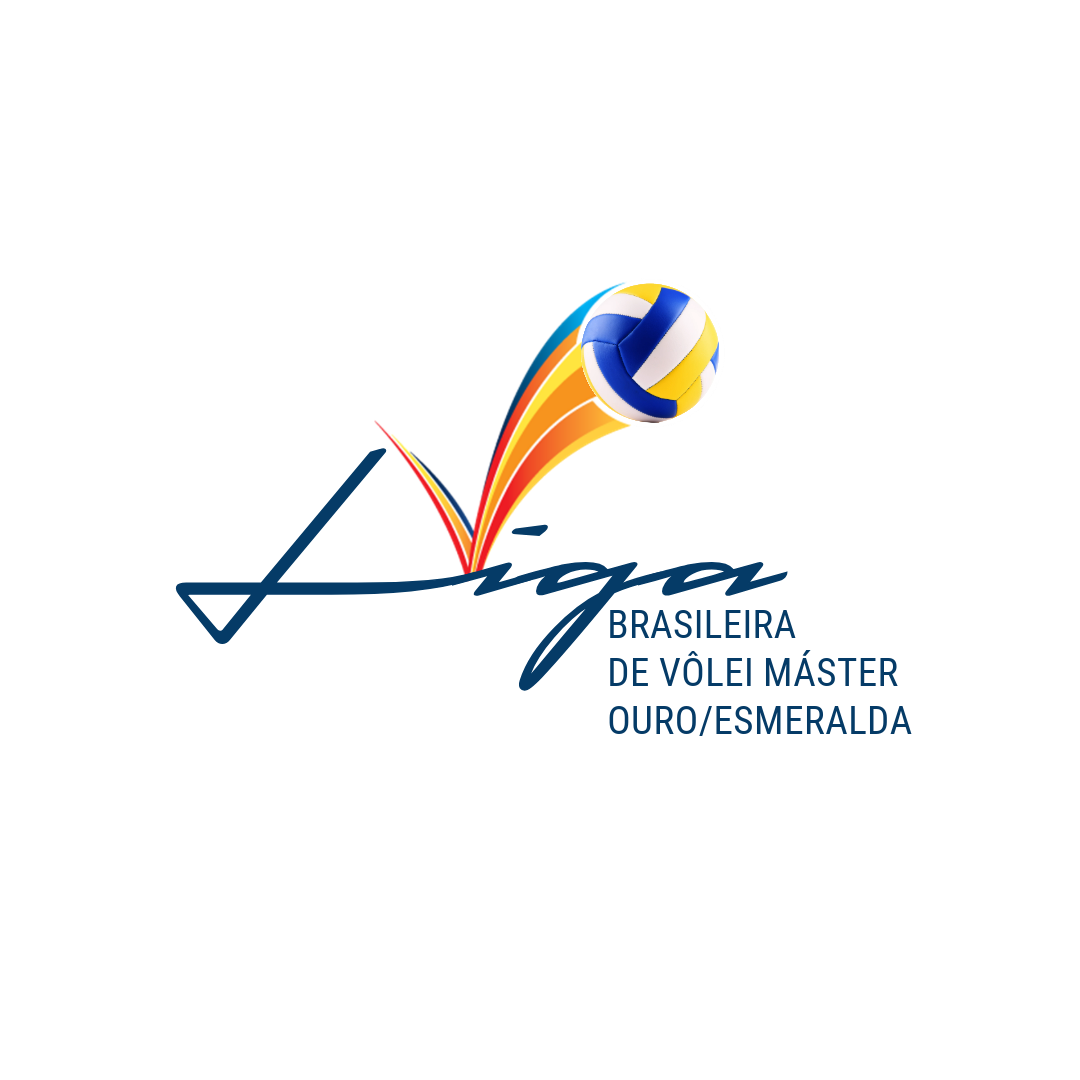 Liga
BRASILEIRA
DE VÔLEI MÁSTER
OURO/ESMERALDA